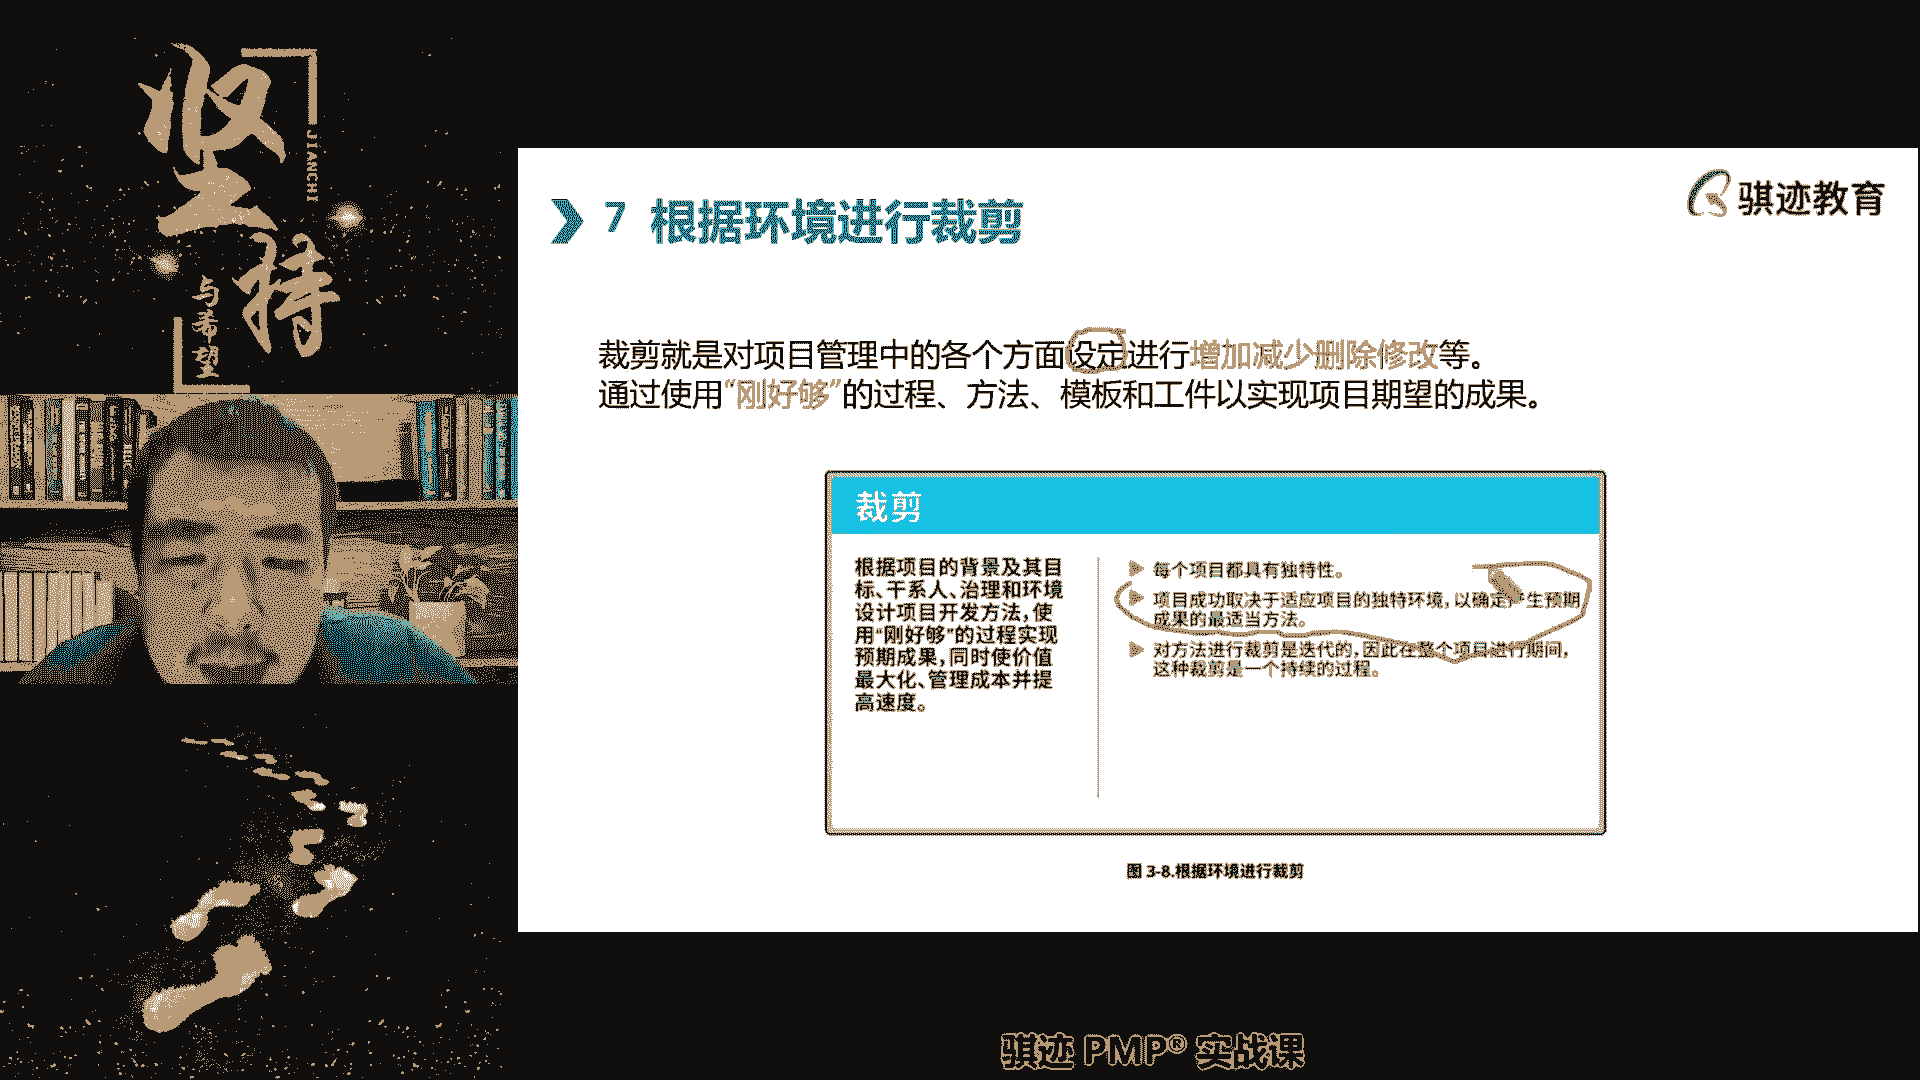 坚持
JIANCHI
与希望
骐迹教育
7 根据环境进行裁剪
裁剪就是对项目管理中的各个方面设定进行增加减少删除修改等。
通过使用“刚好够”的过程、方法、模板和工件以实现项目期望的成果。
裁剪
根据项目的背景及其目
标、干系人、治理和环境
设计项目开发方法，使
用“刚好够”的过程实现
预期成果，同时使价值
最大化、管理成本并提
高速度。
每个项目都具有独特性。
项目成功取决于适应项目的独特环境，以确定产生预期
成果的最适当方法。
对方法进行裁剪是迭代的，因此在整个项目进行期间，
这种裁剪是一个持续的过程。
图 3-8.根据环境进行裁剪
骐迹 PMP® 实战课